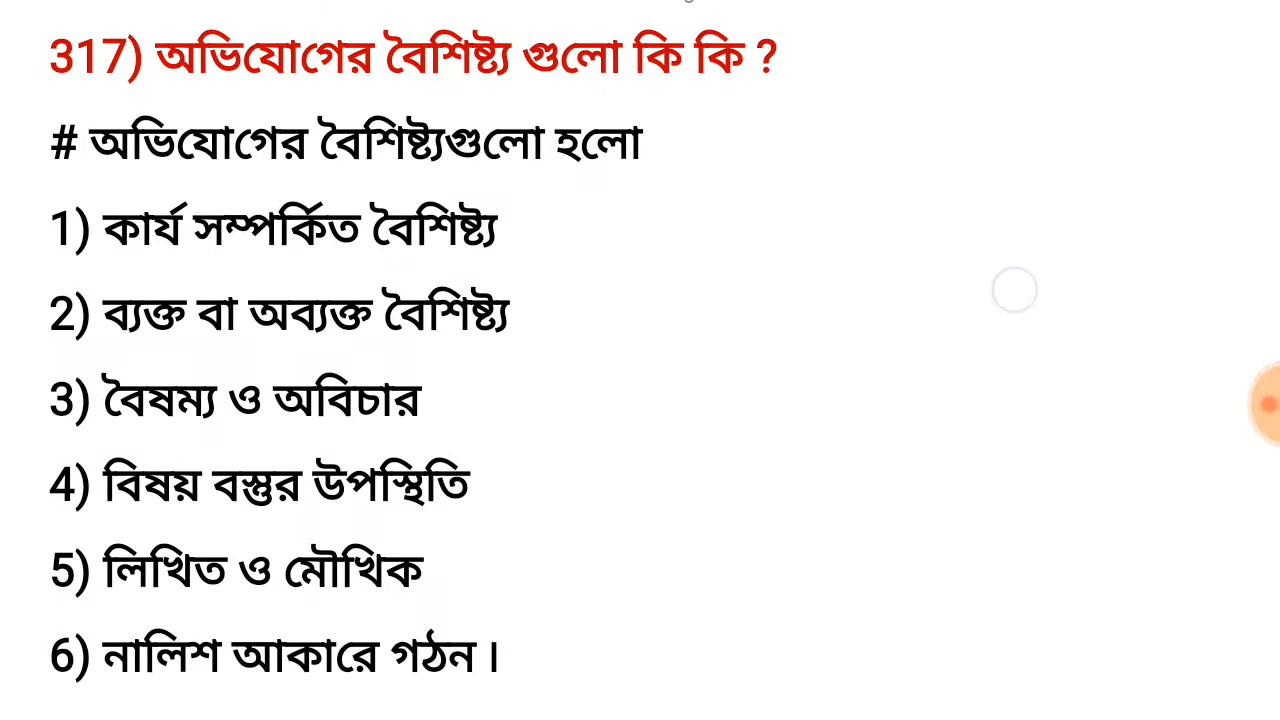 317) অভিযোগের বৈশিষ্ট্য গুলো কি কি ?
# অভিযোগের বৈশিষ্ট্যগুলো হলো
1) কার্য সম্পর্কিত বৈশিষ্ট্য
2) ব্যক্ত বা অব্যক্ত বৈশিষ্ট্য
3) বৈষম্য ও অবিচার
4) বিষয় বস্তুর উপস্থিতি
5) লিখিত ও মৌখিক
6) নালিশ আকারে গঠন।